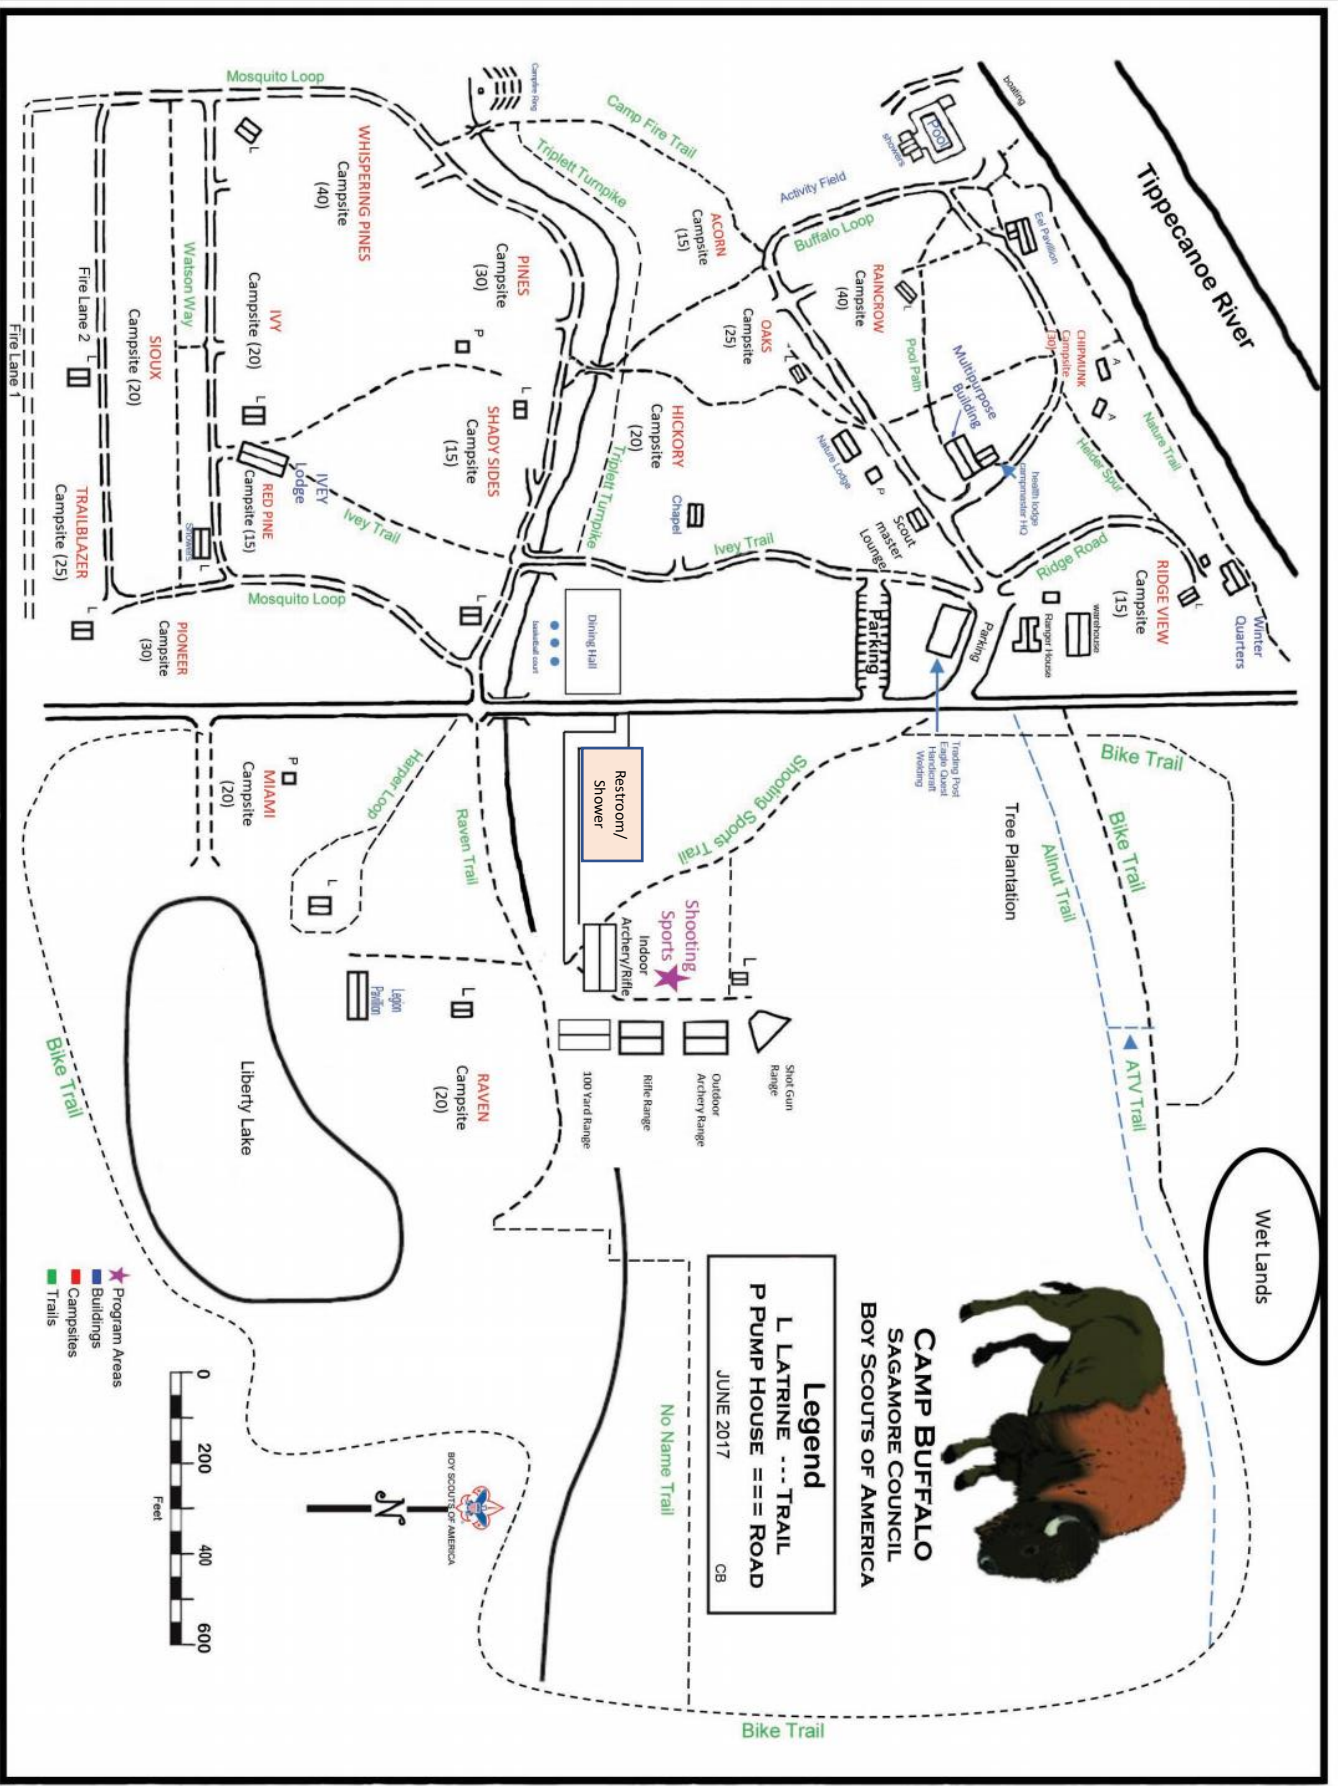 Tippecanoe River
boating
Pool
showers
Campfire Ring
Camp Fire Trail
Triplett Turnpike
Mosquito Loop
WHISPERING PINES
Campsite
(40)
PINES
Campsite
(30)
ACORN
Campsite
(15)
Activity Field
Buffalo Loop
Eel Pavilion
RAINCROW
Campsite
(40)
OAKS
Campsite
(25)
L
L
CHIPMUNK
Campsite
(30)
A
A
Nature Trail
Helder Spur
Pool Path
Multipurpose
Building
health lodge
campmaster HQ
Nature Lodge
P
Scout
master
Lounge
HICKORY
Campsite
(20)
Chapel
Triplett Turnpike
Ivey Trail
Ridge Road
RIDGE VIEW
Campsite
(15)
L
Winter
Quarters
warehouse
Ranger House
Parking
Parking
Watson Way
L
IVY
Campsite (20)
SIOUX
Campsite (20)
Fire Lane 2
Fire Lane 1
L
L
P
L
SHADY SIDES
Campsite
(15)
IVEY
Lodge
RED PINE
Campsite (15)
Ivey Trail
Showers
L
TRAILBLAZER
Campsite (25)
L
PIONEER
Campsite
(30)
Mosquito Loop
L
Dining Hall
basketball court
Restroom/
Shower
Trading Post
Eagle Quest
Handicraft
Welding
Shooting Sports Trail
Harper Loop
Raven Trail
P
MIAMI
Campsite
(20)
L
Bike Trail
Bike Trail
Allnut Trail
Tree Plantation
ATV Trail
Shooting
Sports
Indoor
Archery/Rifle
L
Shot Gun
Range
Outdoor
Archery Range
Rifle Range
100 Yard Range
Legion
Pavilion
L
RAVEN
Campsite
(20)
Liberty Lake
Bike Trail
Wet Lands
CAMP BUFFALO
SAGAMORE COUNCIL
BOY SCOUTS OF AMERICA
Legend
L LATRINE --- TRAIL
P PUMP HOUSE === ROAD
JUNE 2017 CB
No Name Trail
Bike Trail
BOY SCOUTS OF AMERICA
N
Program Areas
Buildings
Campsites
Trails
0 200 400 600
Feet